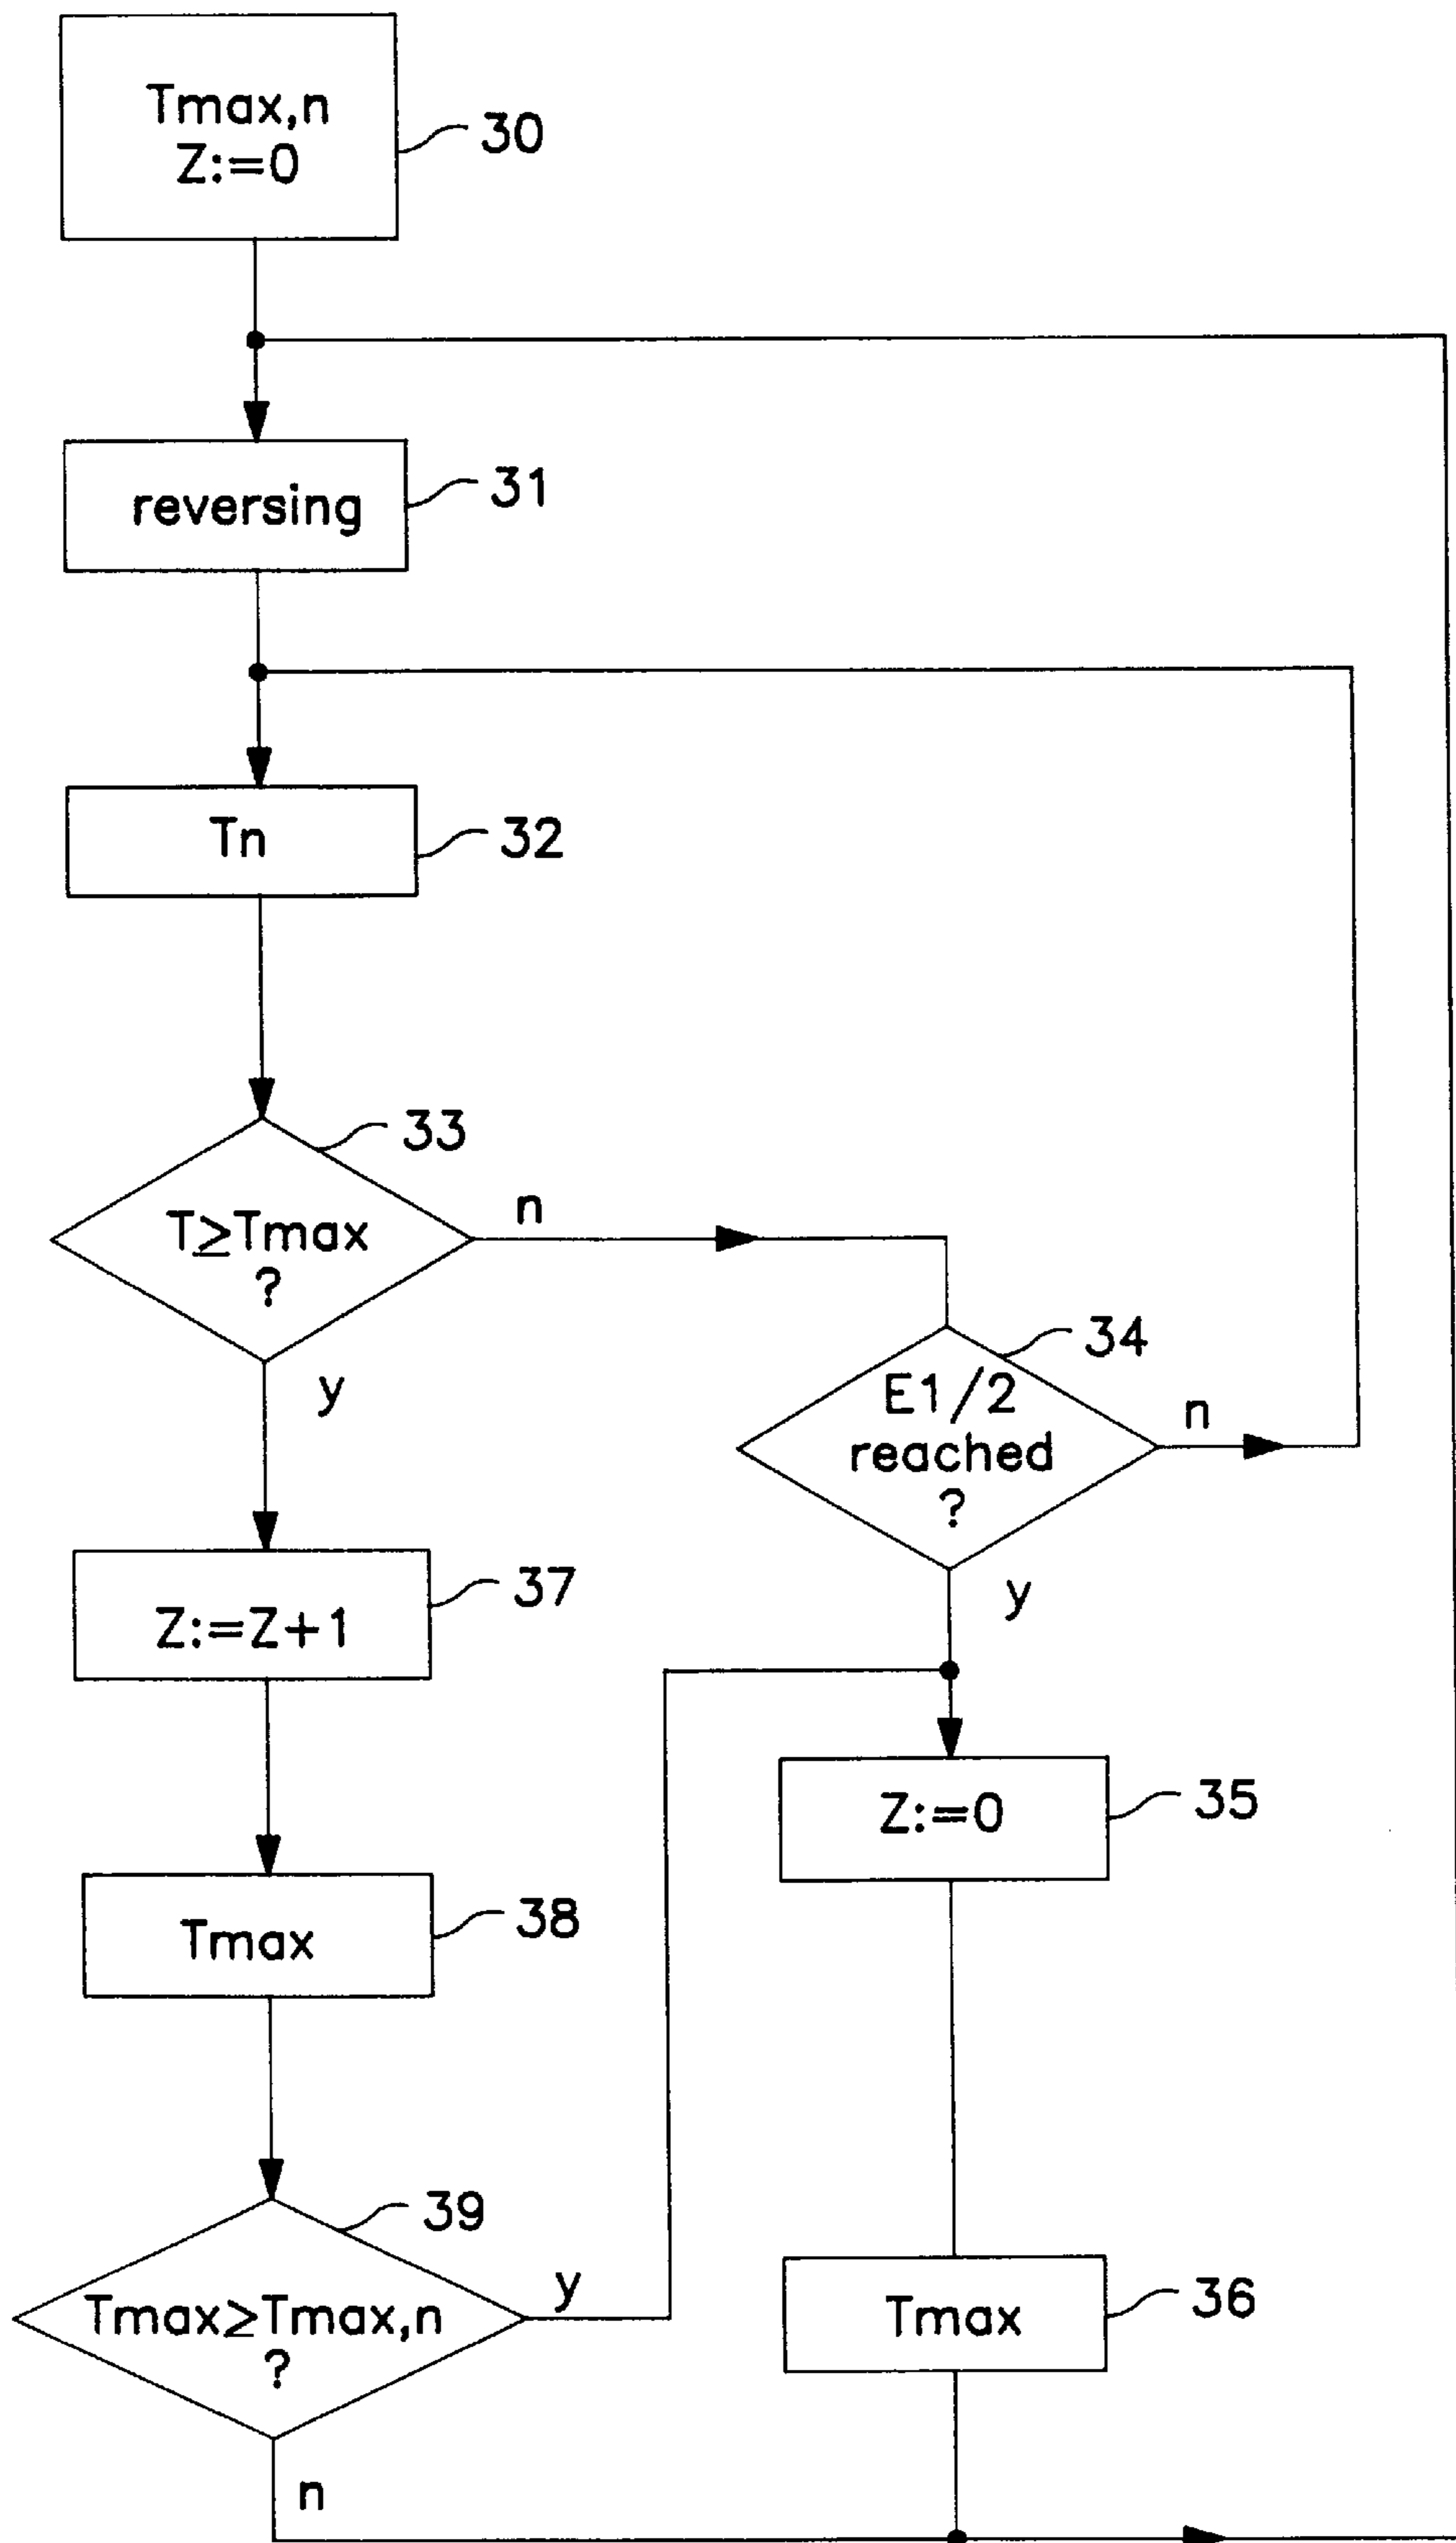 Tmax,n
Z:=0
30
reversing
31
Tn
32
33
T≥Tmax
?
n
y
34
E1/2
reached
?
n
y
37
Z:=Z+1
35
Z:=0
38
Tmax
39
Tmax≥Tmax,n
?
y
n
36
Tmax